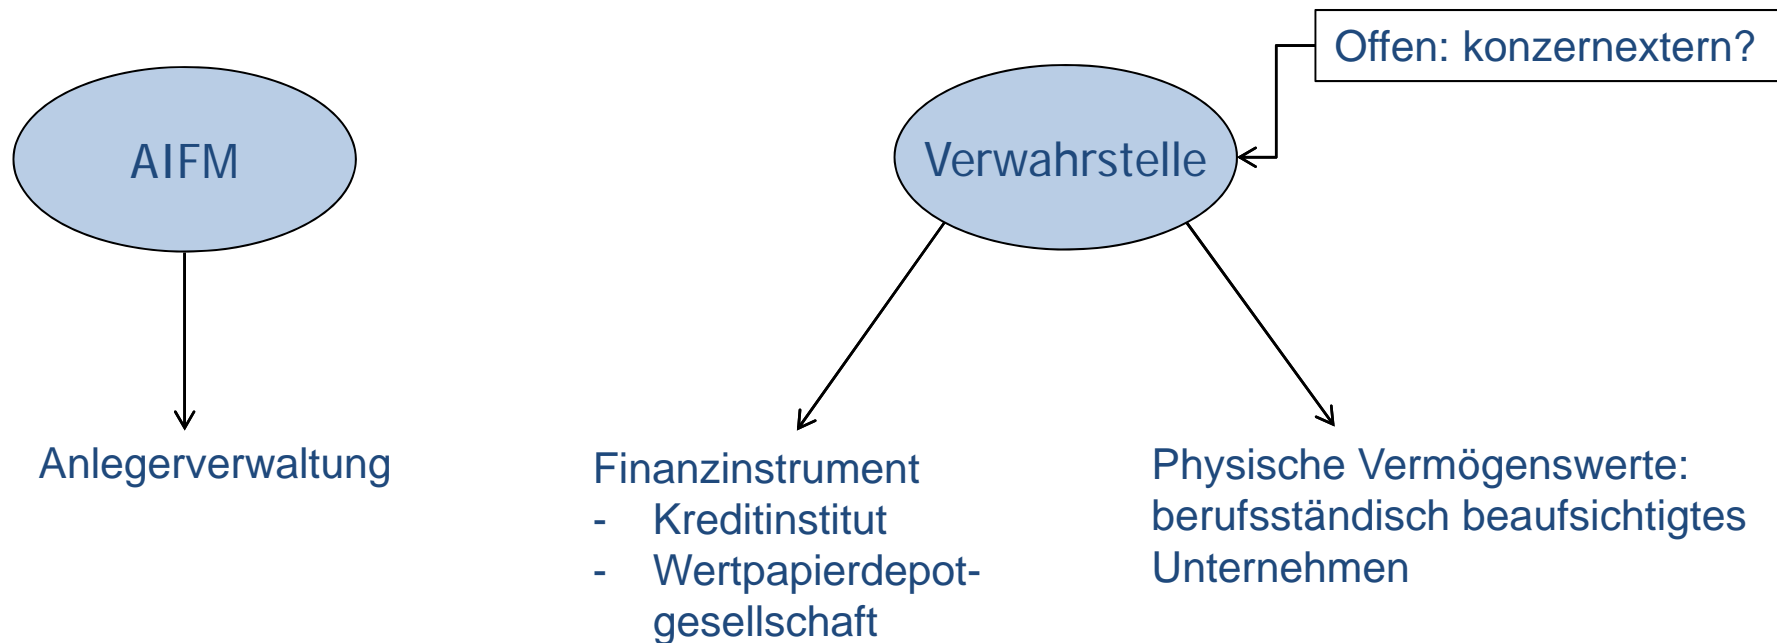 Offen: konzernextern?
AIFM
Verwahrstelle
Anlegerverwaltung
Finanzinstrument
- Kreditinstitut
- Wertpapierdepot-
gesellschaft
Physische Vermögenswerte:
berufsständisch beaufsichtigtes
Unternehmen